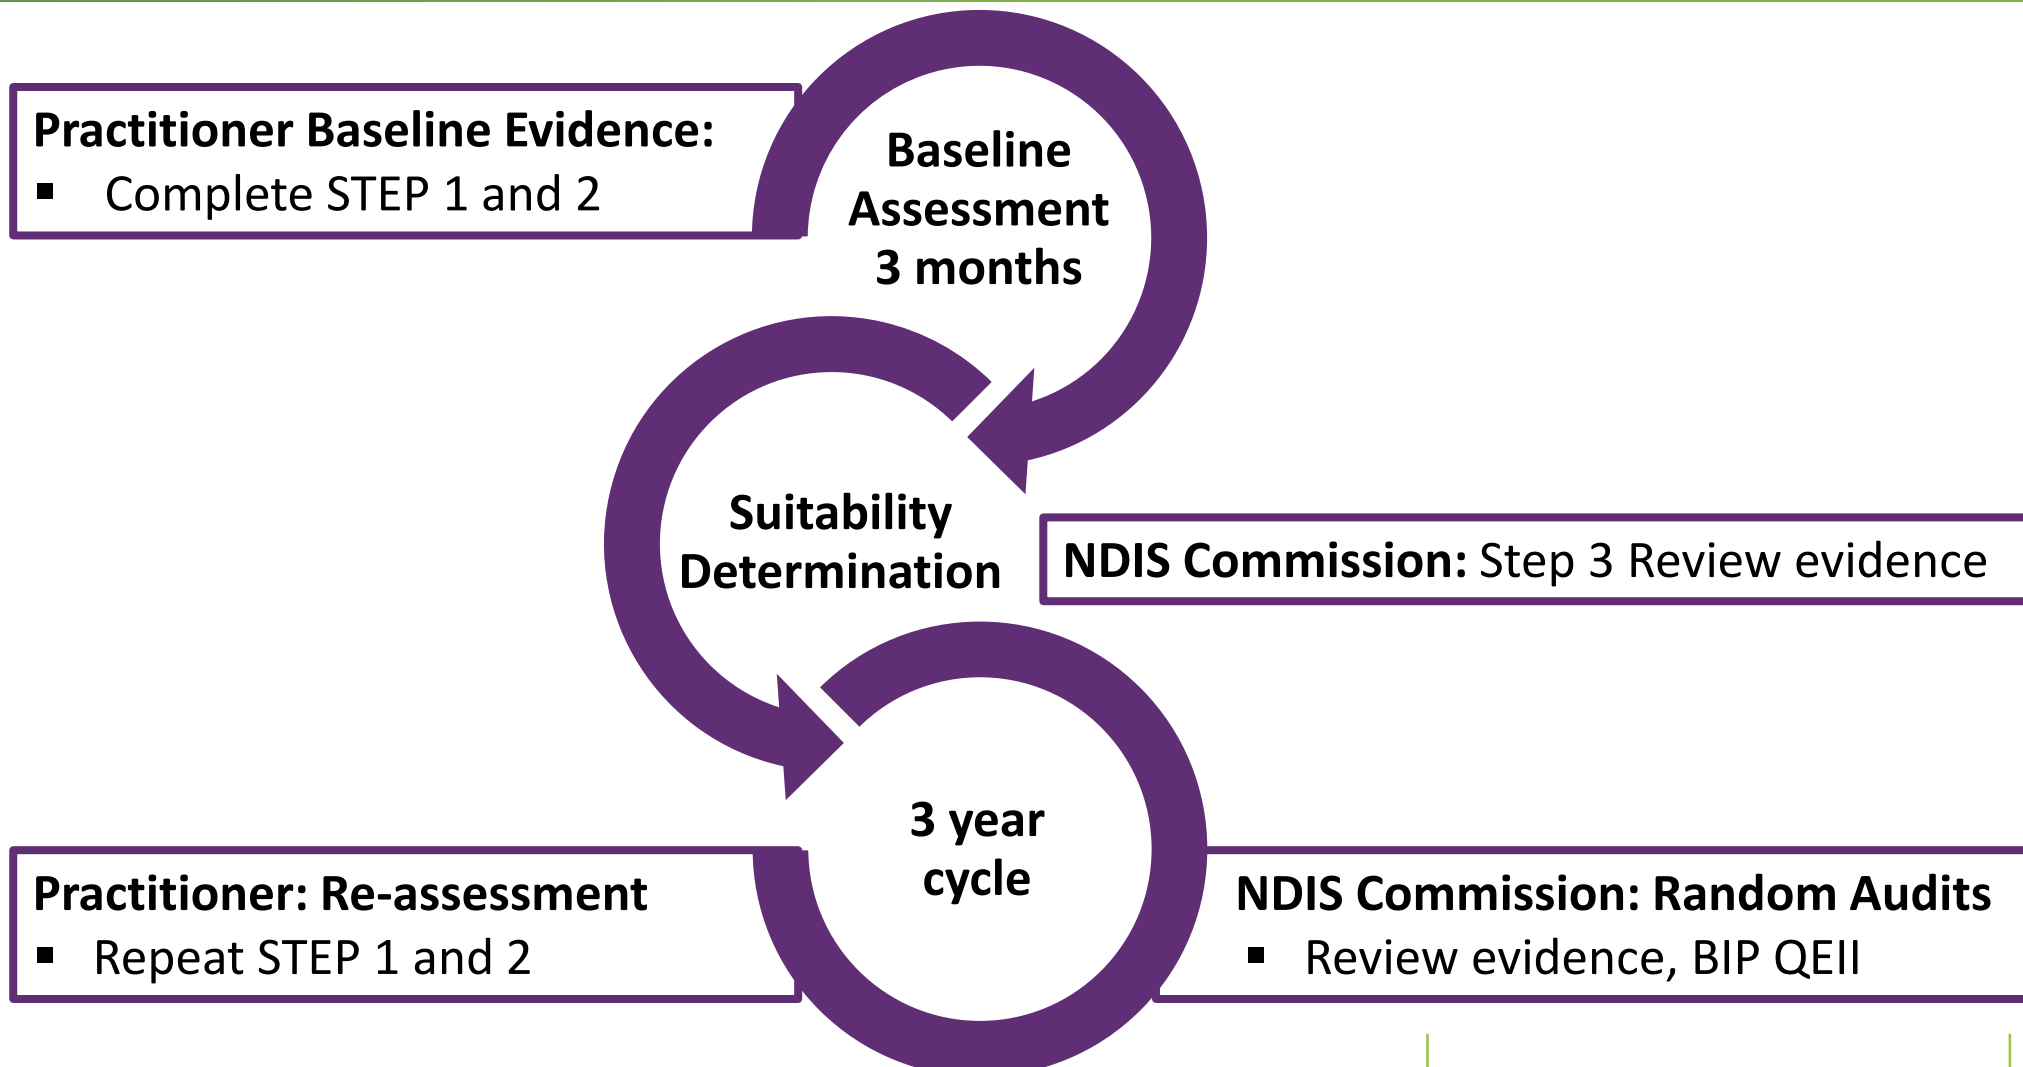 Practitioner Baseline Evidence:
▪ Complete STEP 1 and 2
Baseline
Assessment
3 months
Suitability
Determination
NDIS Commission: Step 3 Review evidence
3 year
cycle
Practitioner: Re-assessment
▪ Repeat STEP 1 and 2
NDIS Commission: Random Audits
▪ Review evidence, BIP QEII